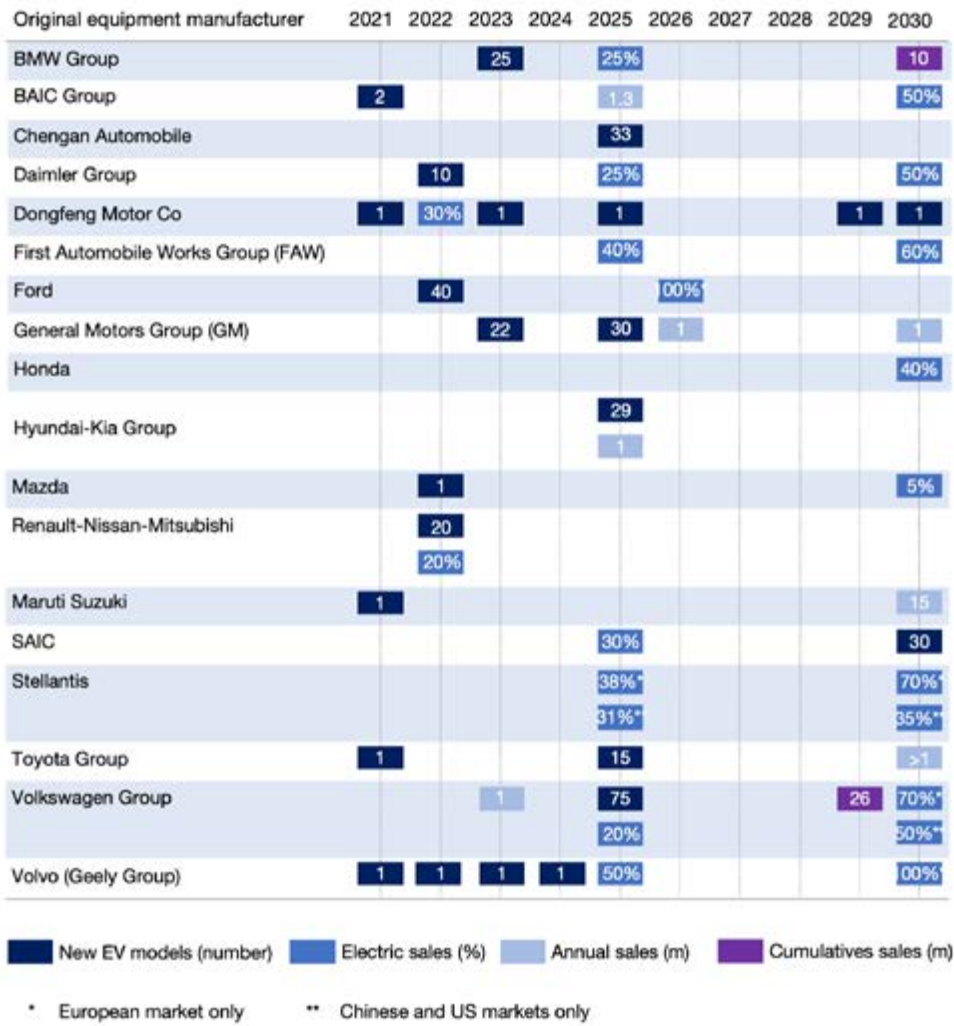 Original equipment manufacturer 2021 2022 2023 2024 2025 2026 2027 2028 2029 2030
BMW Group 25 25% 10
BAIC Group 2 1.3 50%
Chengan Automobile 33
Daimler Group 10 25% 50%
Dongfeng Motor Co 1 30% 1 1 1 1
First Automobile Works Group (FAW) 40% 60%
Ford 40 00%*
General Motors Group (GM) 22 30 1 1
Honda 40%
29
Hyundai-Kia Group
1
Mazda 1 5%
Renault-Nissan-Mitsubishi 20
20%
Maruti Suzuki 1 15
SAIC 30% 30
Stellantis 38%* 70%*
31%** 35%**
Toyota Group 1 15 >1
Volkswagen Group 1 75 26 70%*
20% 50%**
Volvo (Geely Group) 1 1 1 1 50% 00%*
New EV models (number) Electric sales (%) Annual sales (m) Cumulatives sales (m)
* European market only ** Chinese and US markets only